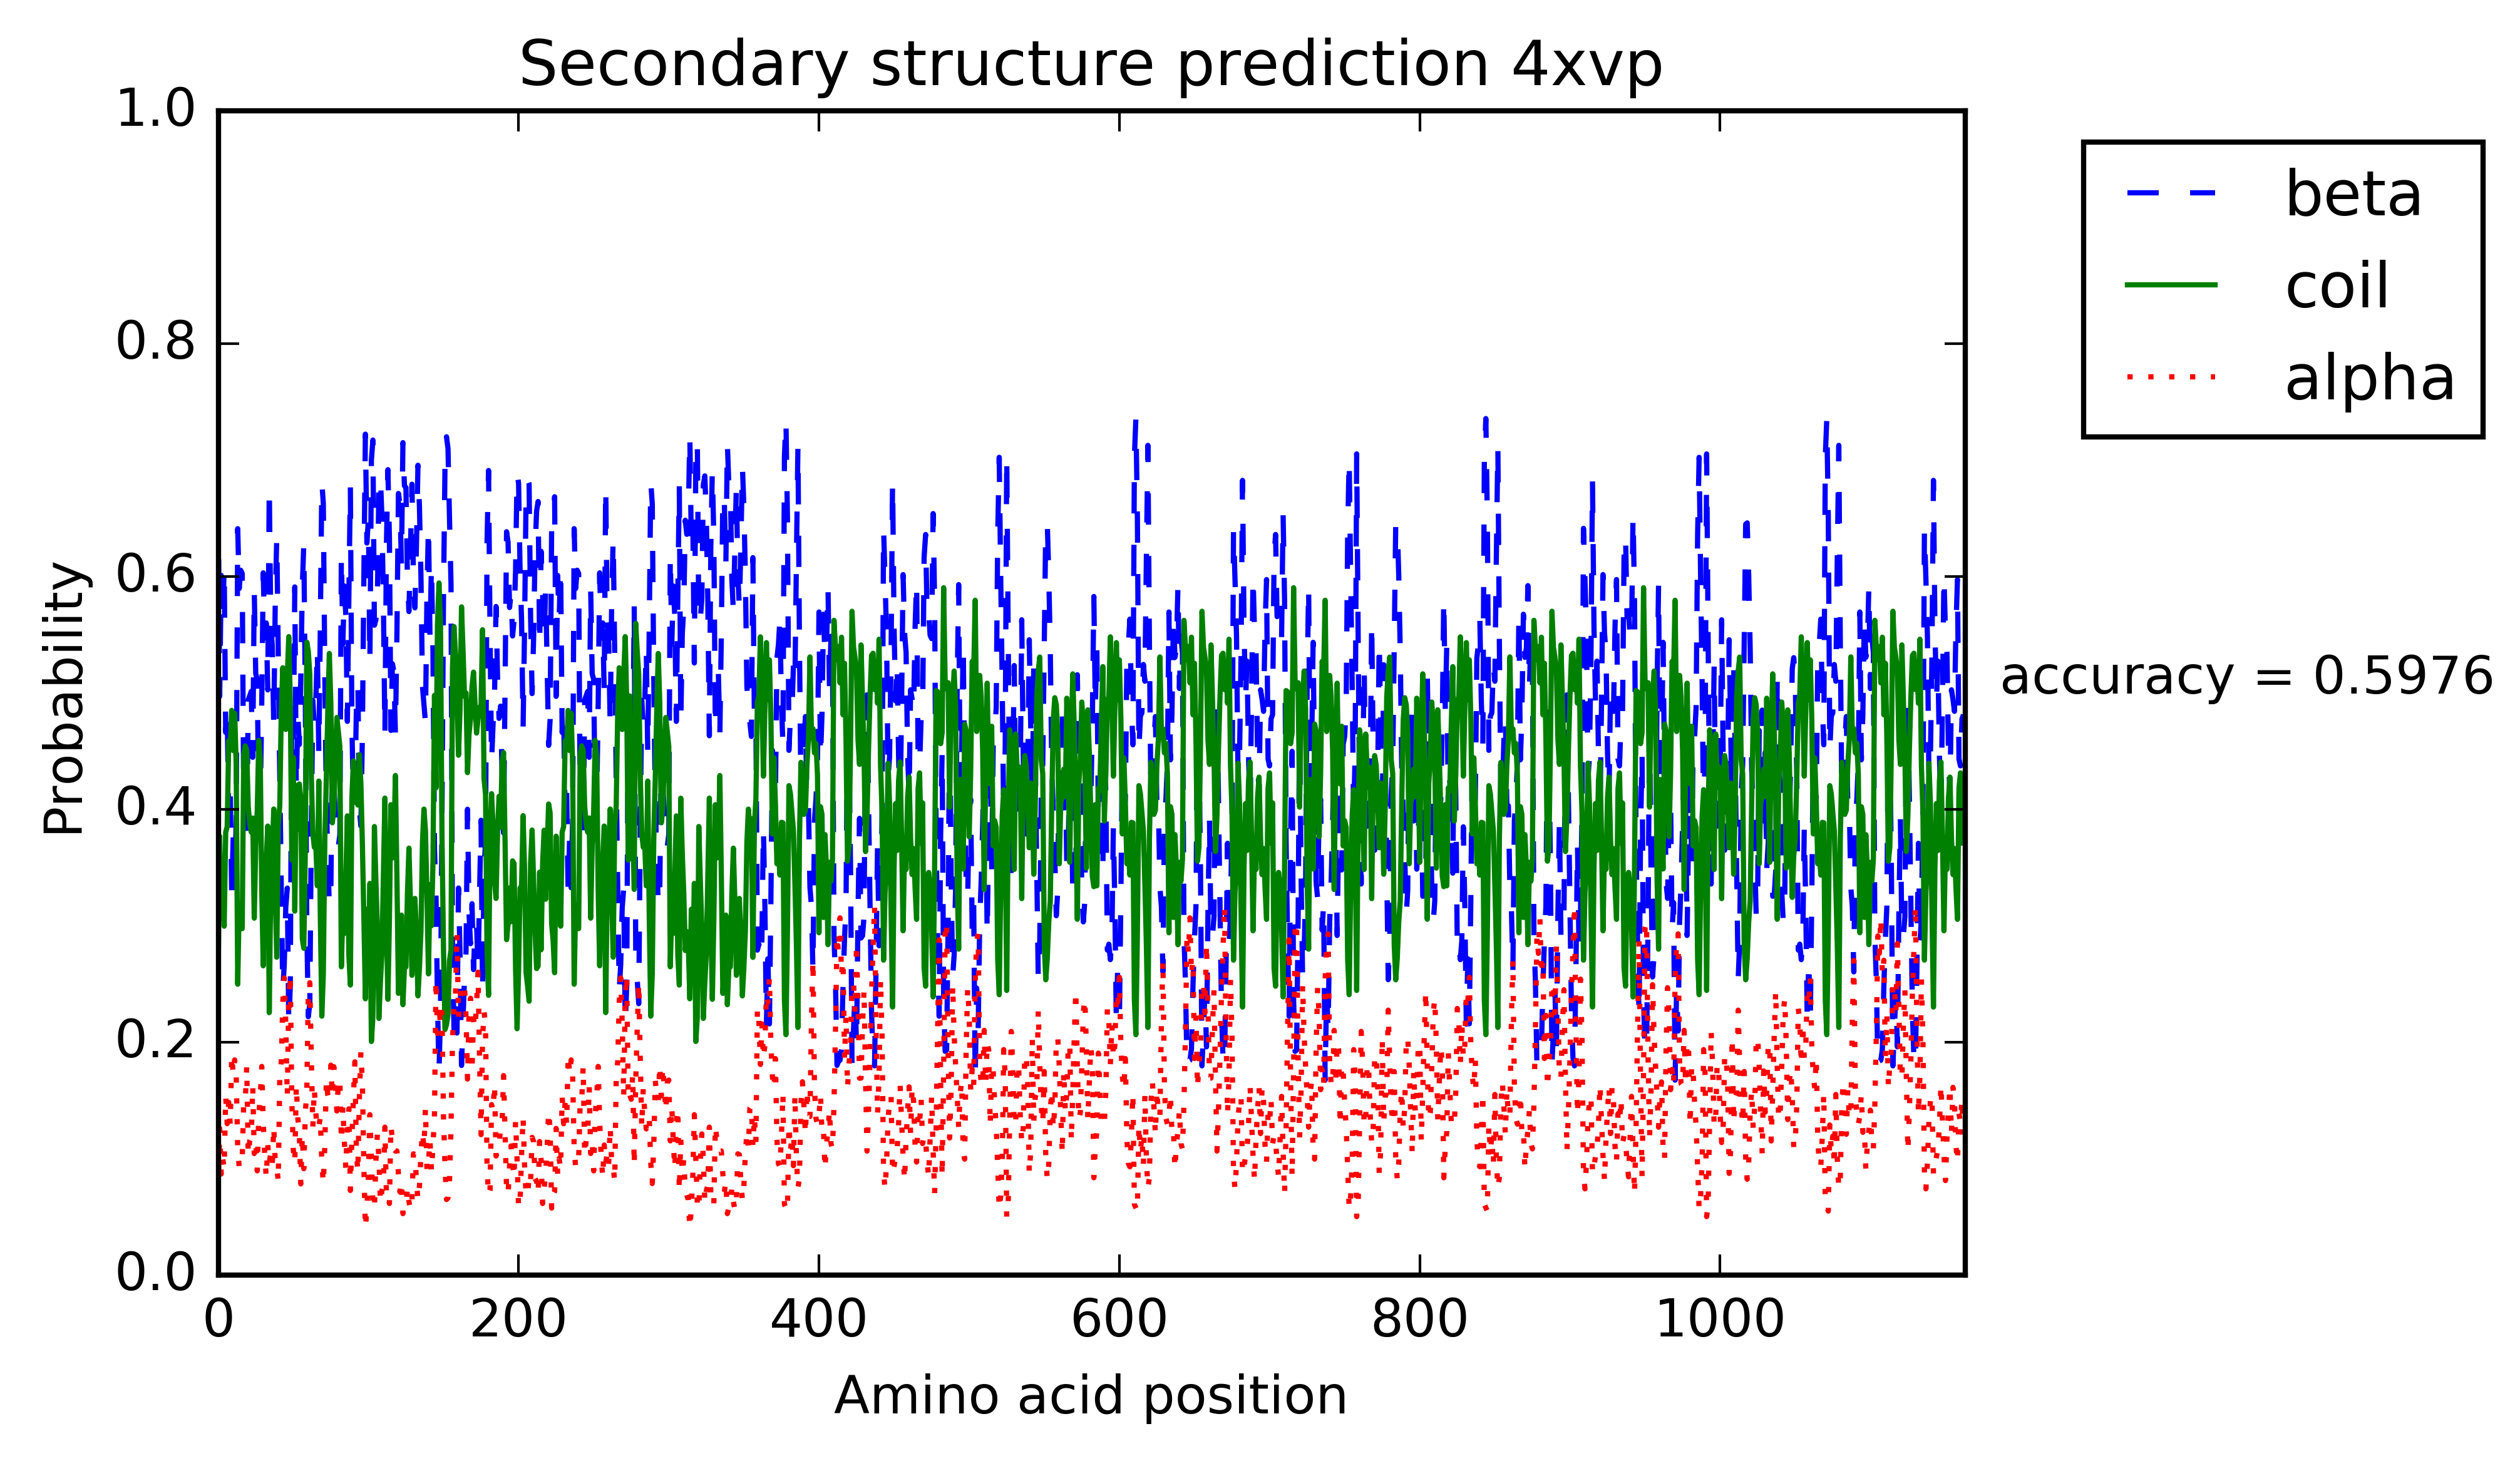 Secondary structure prediction 4xvp
1.0
0.8
0.6
0.4
0.2
0.0
Probability
0 200 400 600 800 1000
Amino acid position
beta
coil
alpha
accuracy = 0.5976